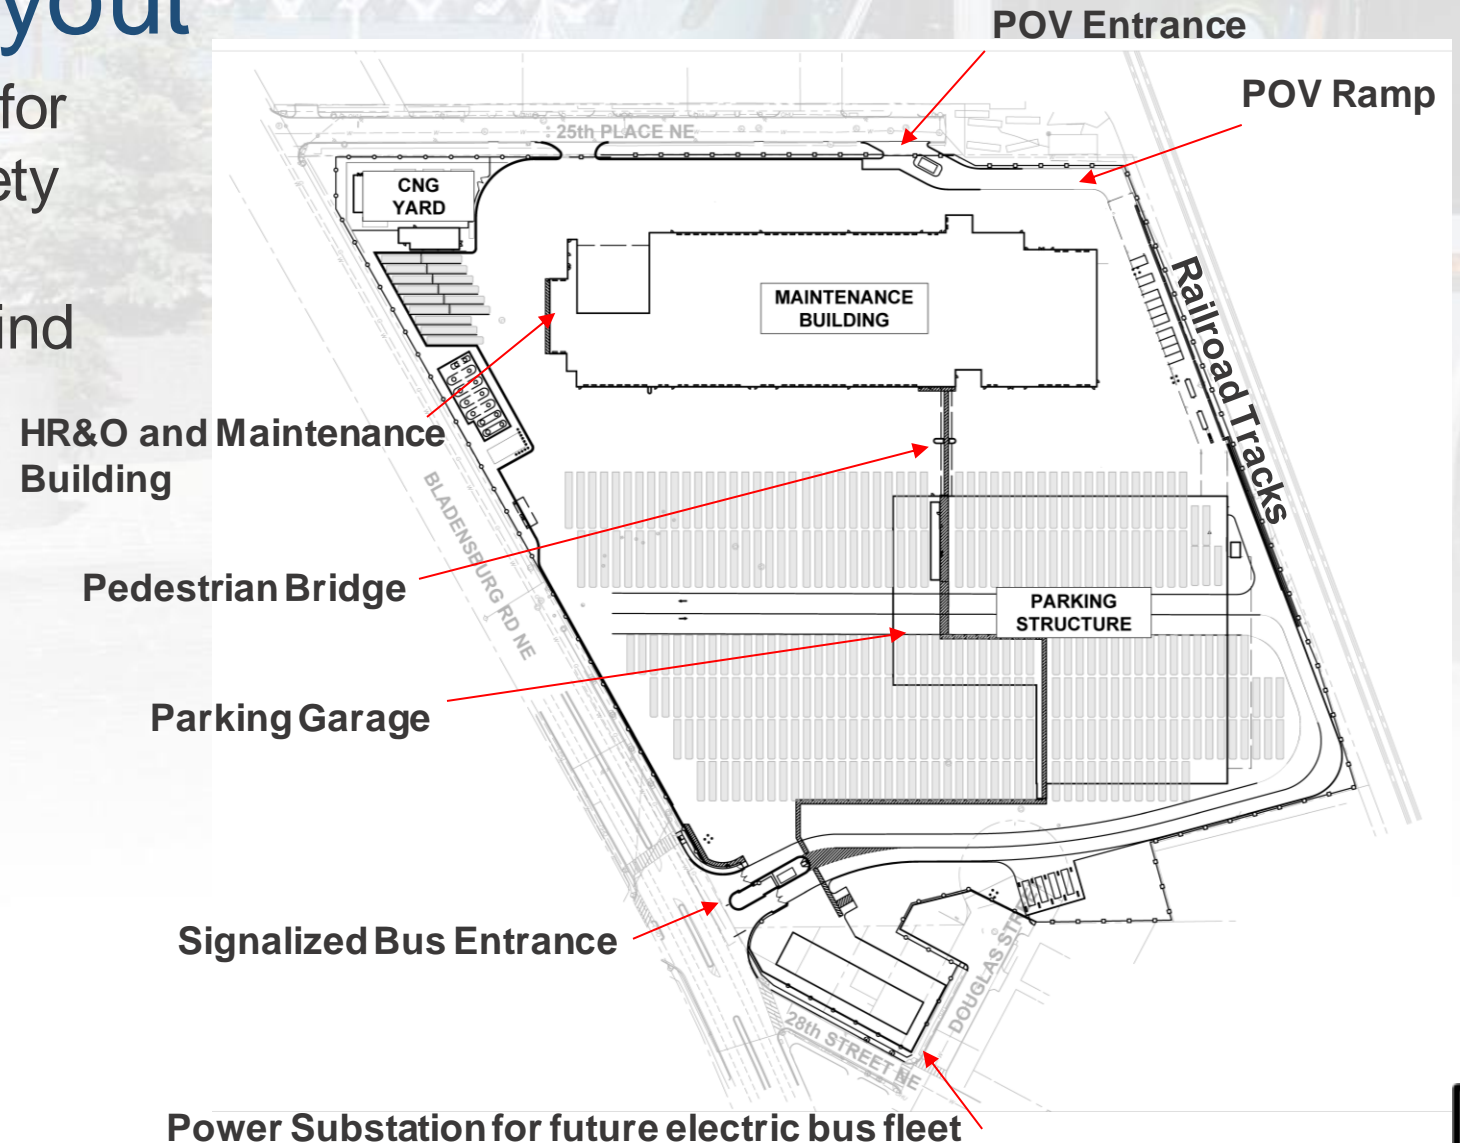 yout
for
ety
ind
POV Entrance
POV Ramp
25th PLACE NE
CNG
YARD
MAINTENANCE
BUILDING
Railroad Tracks
HR&O and Maintenance
Building
BLADENSBURG RD NE
Pedestrian Bridge
PARKING
STRUCTURE
Parking Garage
Signalized Bus Entrance
DOUGLAS STREET
28th STREET NE
Power Substation for future electric bus fleet